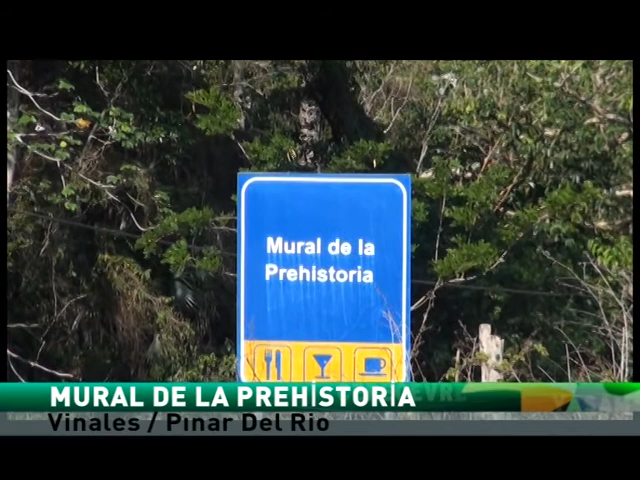 Mural de la
Prehistoria
MURAL DE LA PREHISTORIA
Vinales / Pinar Del Rio